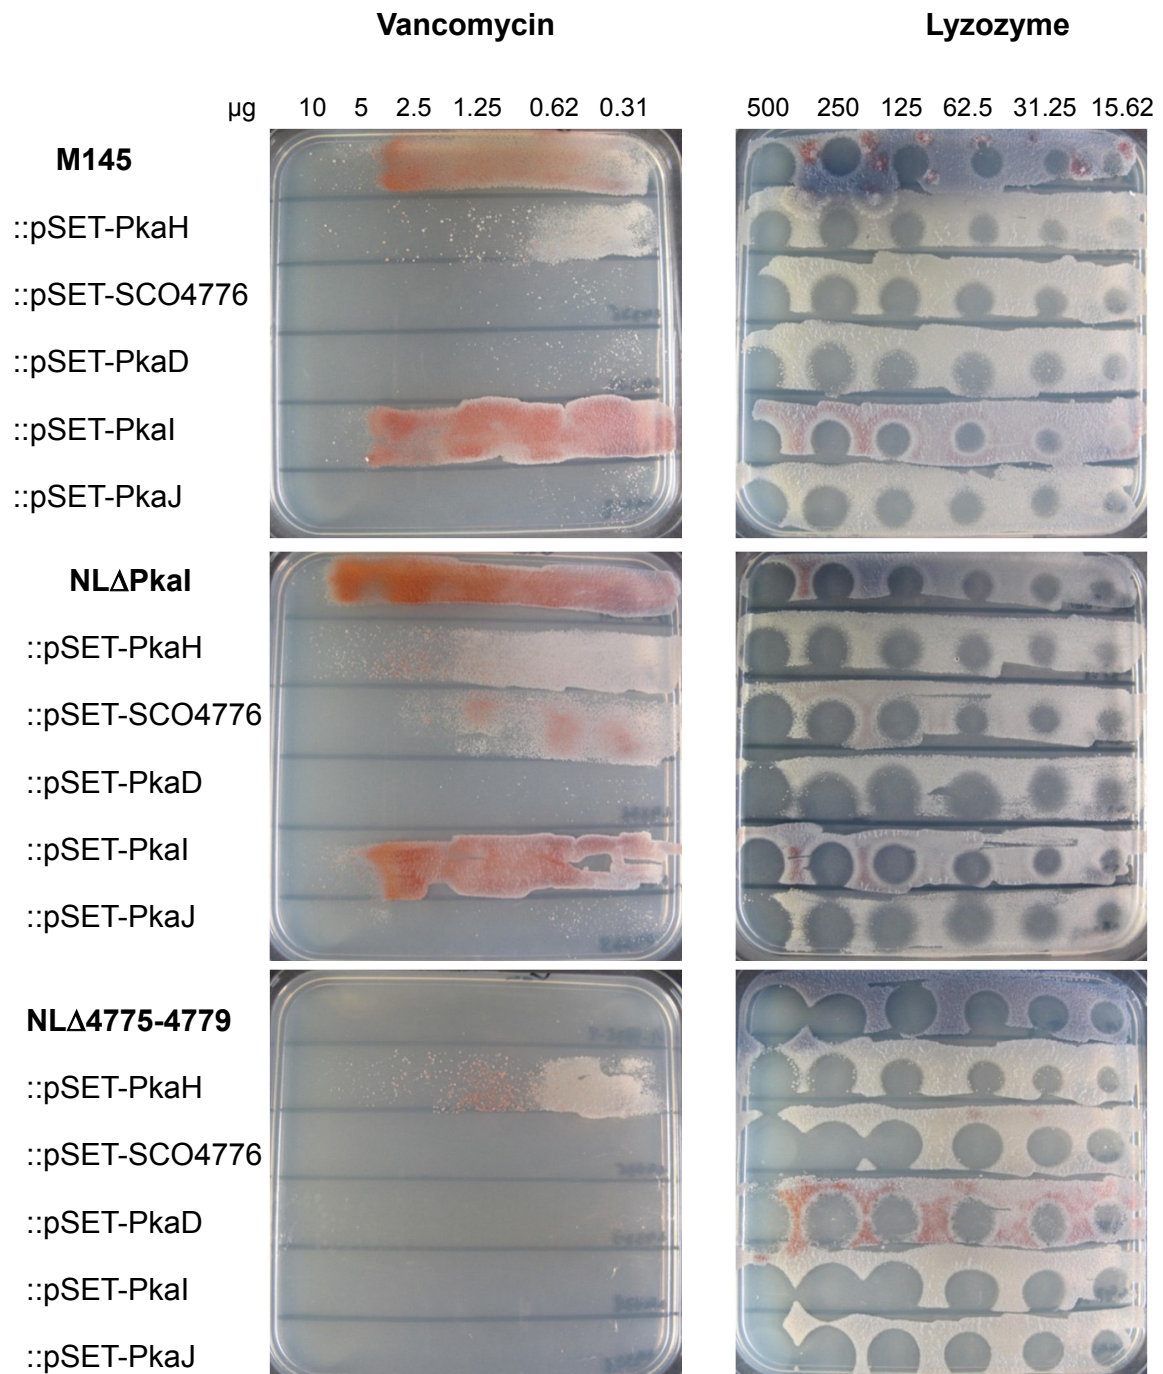 Vancomycin Lyzozyme
µg 10 5 2.5 1.25 0.62 0.31 500 250 125 62.5 31.25 15.62
M145
::pSET-PkaH
::pSET-SCO4776
::pSET-PkaD
::pSET-PkaI
::pSET-PkaJ
NLΔPkaI
::pSET-PkaH
::pSET-SCO4776
::pSET-PkaD
::pSET-PkaI
::pSET-PkaJ
NLΔ4775-4779
::pSET-PkaH
::pSET-SCO4776
::pSET-PkaD
::pSET-PkaI
::pSET-PkaJ